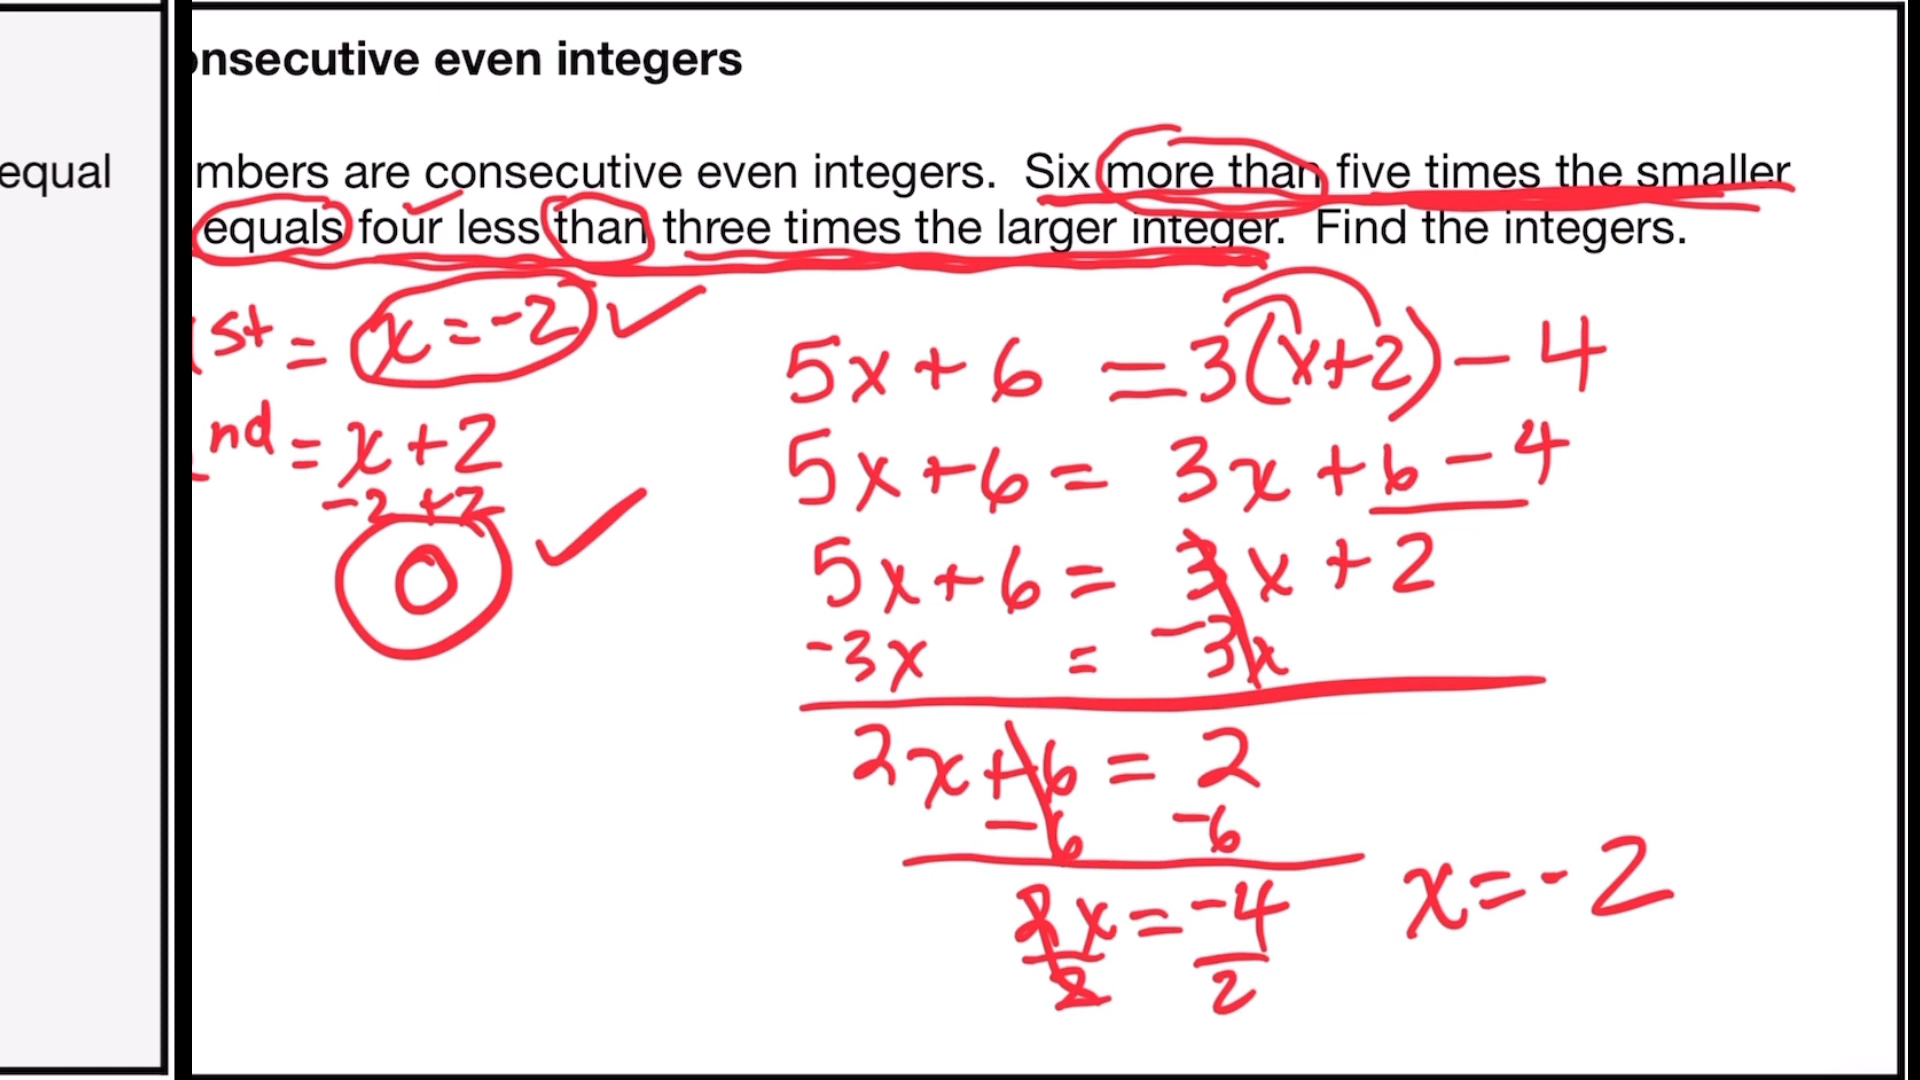 onsecutive even integers
equal
mbers are consecutive even integers. Six more than five times the smaller
equals four less than three times the larger integer. Find the integers.
1st = x = -2
nd = x + 2
-2 + 2
0
5x + 6 = 3(x+2) - 4
5x + 6 = 3x + 6 - 4
5x + 6 = 3x + 2
-3x = -3x
2x + 6 = 2
-6 -6
2x = -4
2 2
x = -2